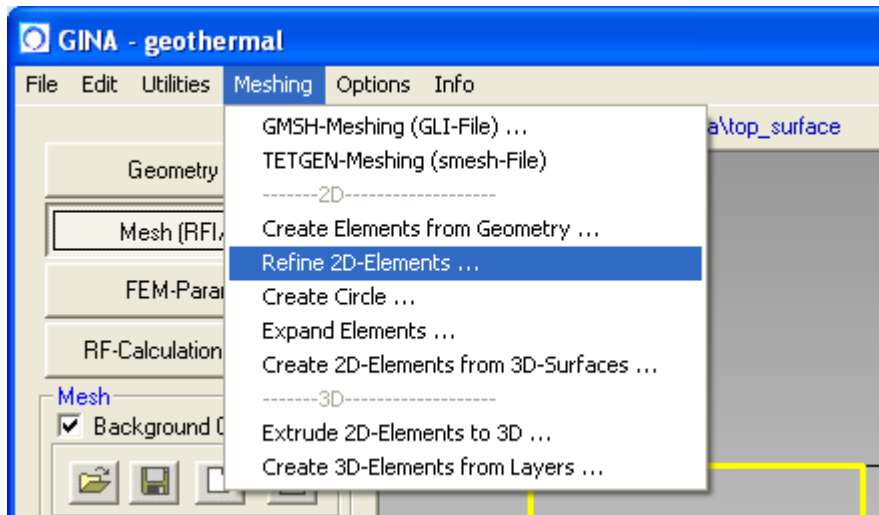 GINA - geothermal
File Edit Utilities Meshing Options Info
a\top_surface
GMSH-Meshing (GLI-File) ...
TETGEN-Meshing (smesh-File)
-------2D-------------------
Create Elements from Geometry ...
Refine 2D-Elements ...
Create Circle ...
Expand Elements ...
Create 2D-Elements from 3D-Surfaces ...
-------3D-------------------
Extrude 2D-Elements to 3D ...
Create 3D-Elements from Layers ...
Geometry
Mesh (RFI
FEM-Para
RF-Calculation
Mesh
Background